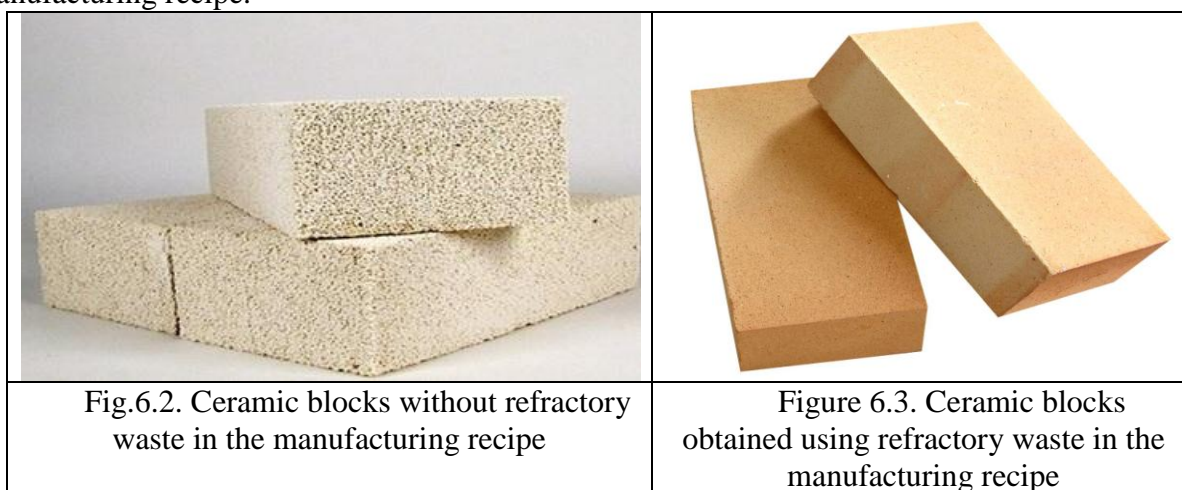 anufacturing recipe.
Fig.6.2. Ceramic blocks without refractory
waste in the manufacturing recipe
Figure 6.3. Ceramic blocks
obtained using refractory waste in the
manufacturing recipe